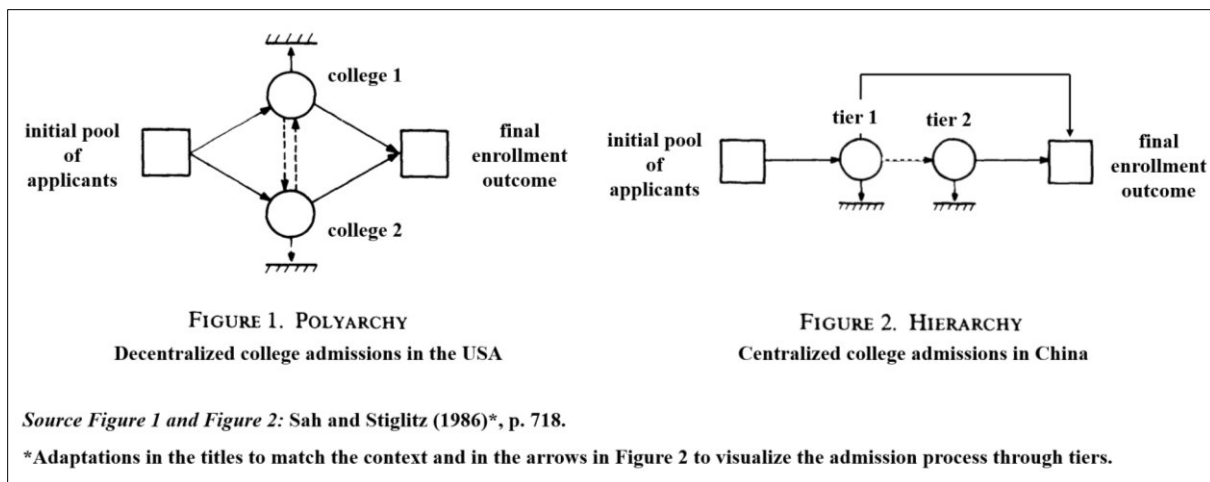 college 1
initial pool
of
applicants
final
enrollment
outcome
college 2
FIGURE 1. POLYARCHY
Decentralized college admissions in the USA
tier 1
tier 2
initial pool
of
applicants
final
enrollment
outcome
FIGURE 2. HIERARCHY
Centralized college admissions in China
Source Figure 1 and Figure 2: Sah and Stiglitz (1986)*, p. 718.
*Adaptations in the titles to match the context and in the arrows in Figure 2 to visualize the admission process through tiers.